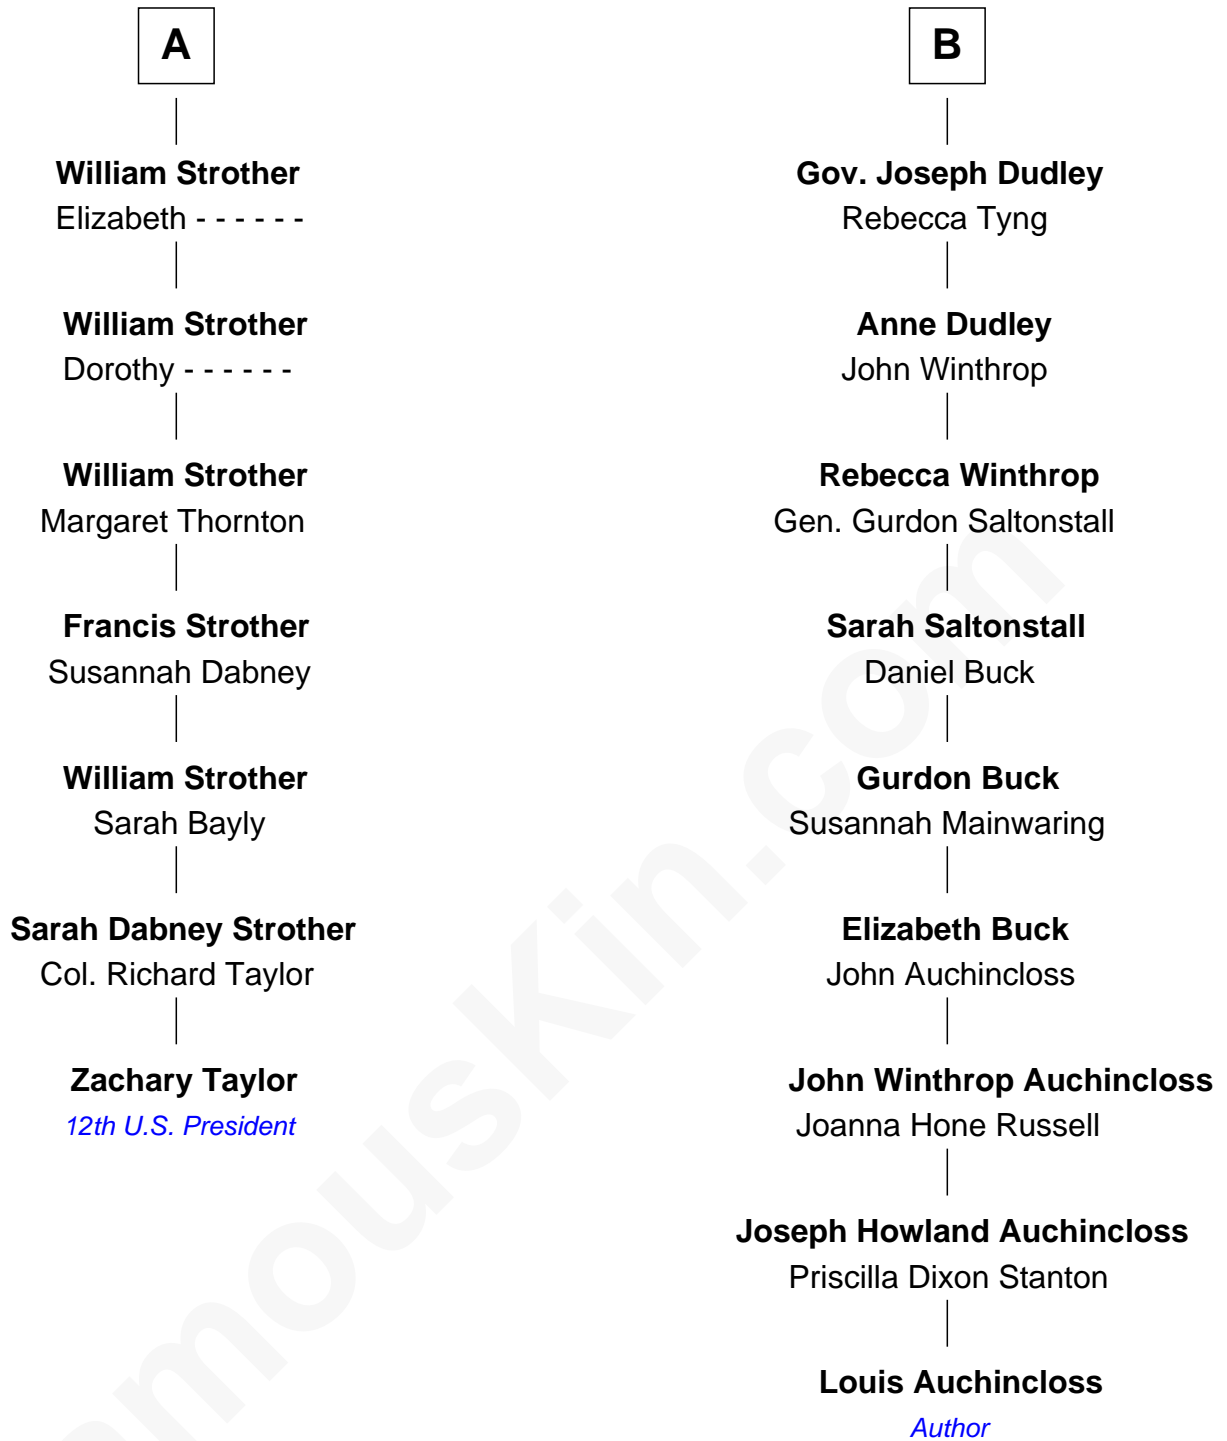 A
William Strother
Elizabeth - - - - - -
William Strother
Dorothy - - - - - -
William Strother
Margaret Thornton
Francis Strother
Susannah Dabney
William Strother
Sarah Bayly
Sarah Dabney Strother
Col. Richard Taylor
Zachary Taylor
12th U.S. President
B
Gov. Joseph Dudley
Rebecca Tyng
Anne Dudley
John Winthrop
Rebecca Winthrop
Gen. Gurdon Saltonstall
Sarah Saltonstall
Daniel Buck
Gurdon Buck
Susannah Mainwaring
Elizabeth Buck
John Auchincloss
John Winthrop Auchincloss
Joanna Hone Russell
Joseph Howland Auchincloss
Priscilla Dixon Stanton
Louis Auchincloss
Author
amouskin.com